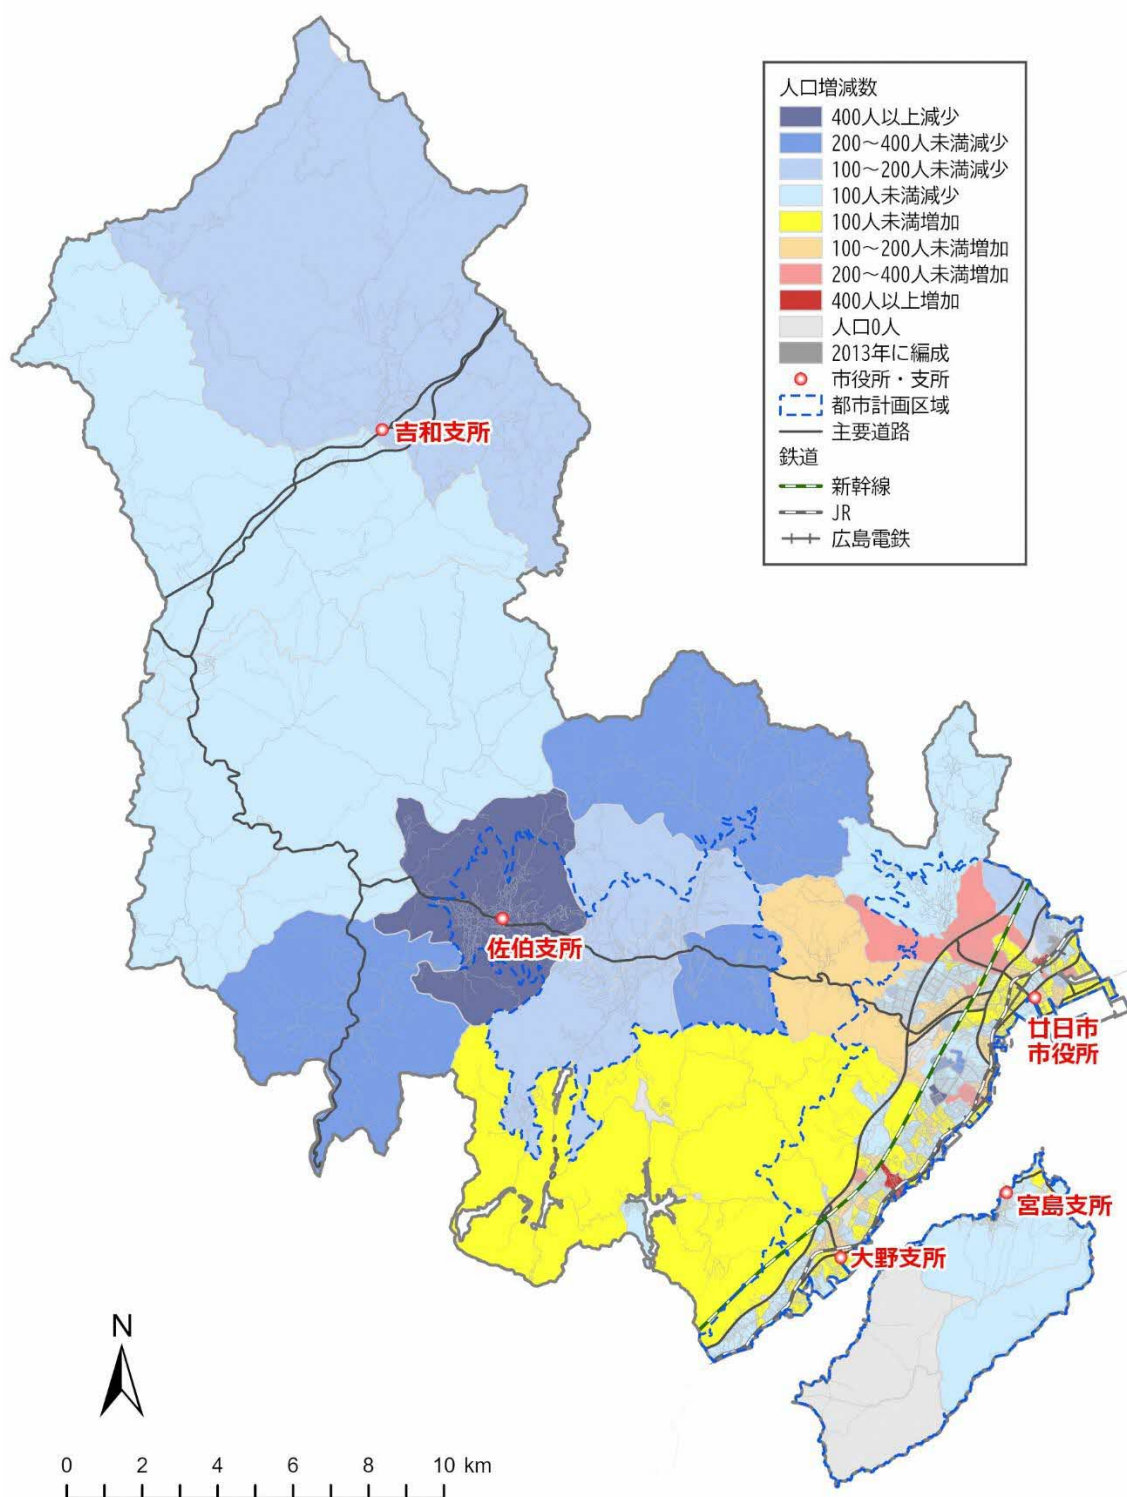 人口増減数
400人以上減少
200～400人未満減少
100～200人未満減少
100人未満減少
100人未満増加
100～200人未満増加
200～400人未満増加
400人以上増加
人口0人
2013年に編成
市役所・支所
都市計画区域
主要道路
鉄道
新幹線
JR
広島電鉄
吉和支所
佐伯支所
廿日市
市役所
宮島支所
大野支所
N
0 2 4 6 8 10 km